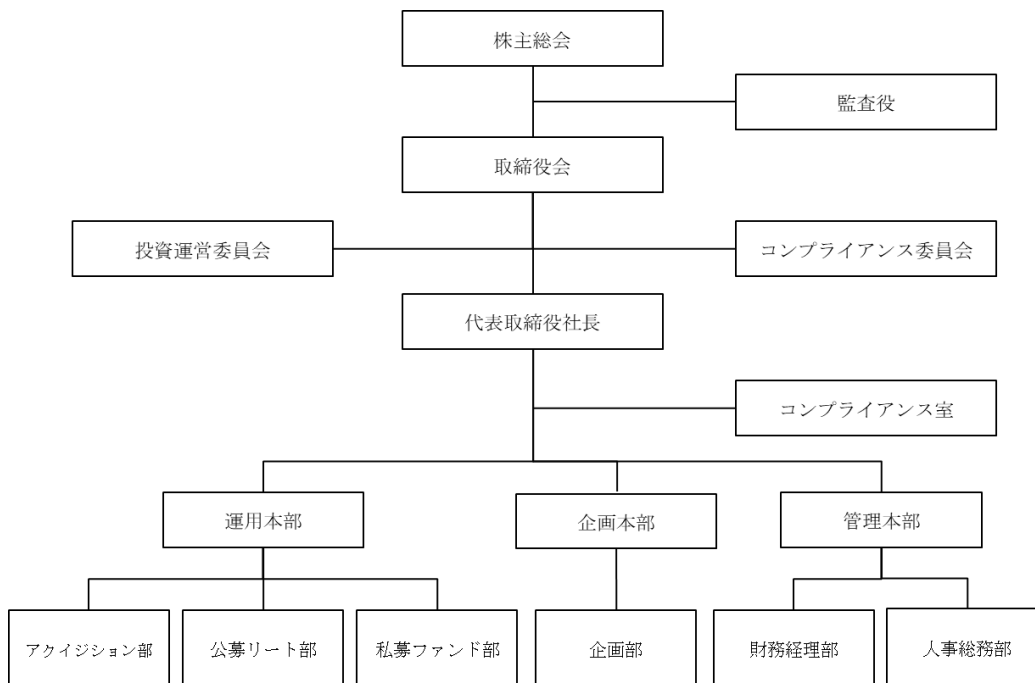 株主総会
監査役
取締役会
投資運営委員会
コンプライアンス委員会
代表取締役社長
コンプライアンス室
運用本部
企画本部
管理本部
アクイジション部
公募リート部
私募ファンド部
企画部
財務経理部
人事総務部